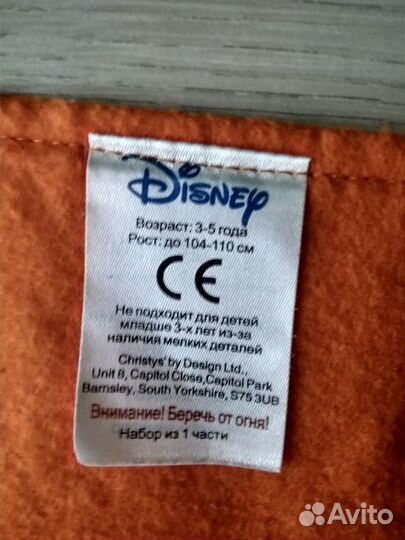 Disney
Возраст: 3-5 года
Рост: до 104-110 см
CE
Не подходит для детей
младше 3-х лет из-за
наличия мелких деталей
Christys' by Design Ltd.,
Unit 8, Capitol Close,Capitol Park
Barnsley, South Yorkshire, S75 3UB
Внимание! Беречь от огня!
Набор из 1 части
Avito